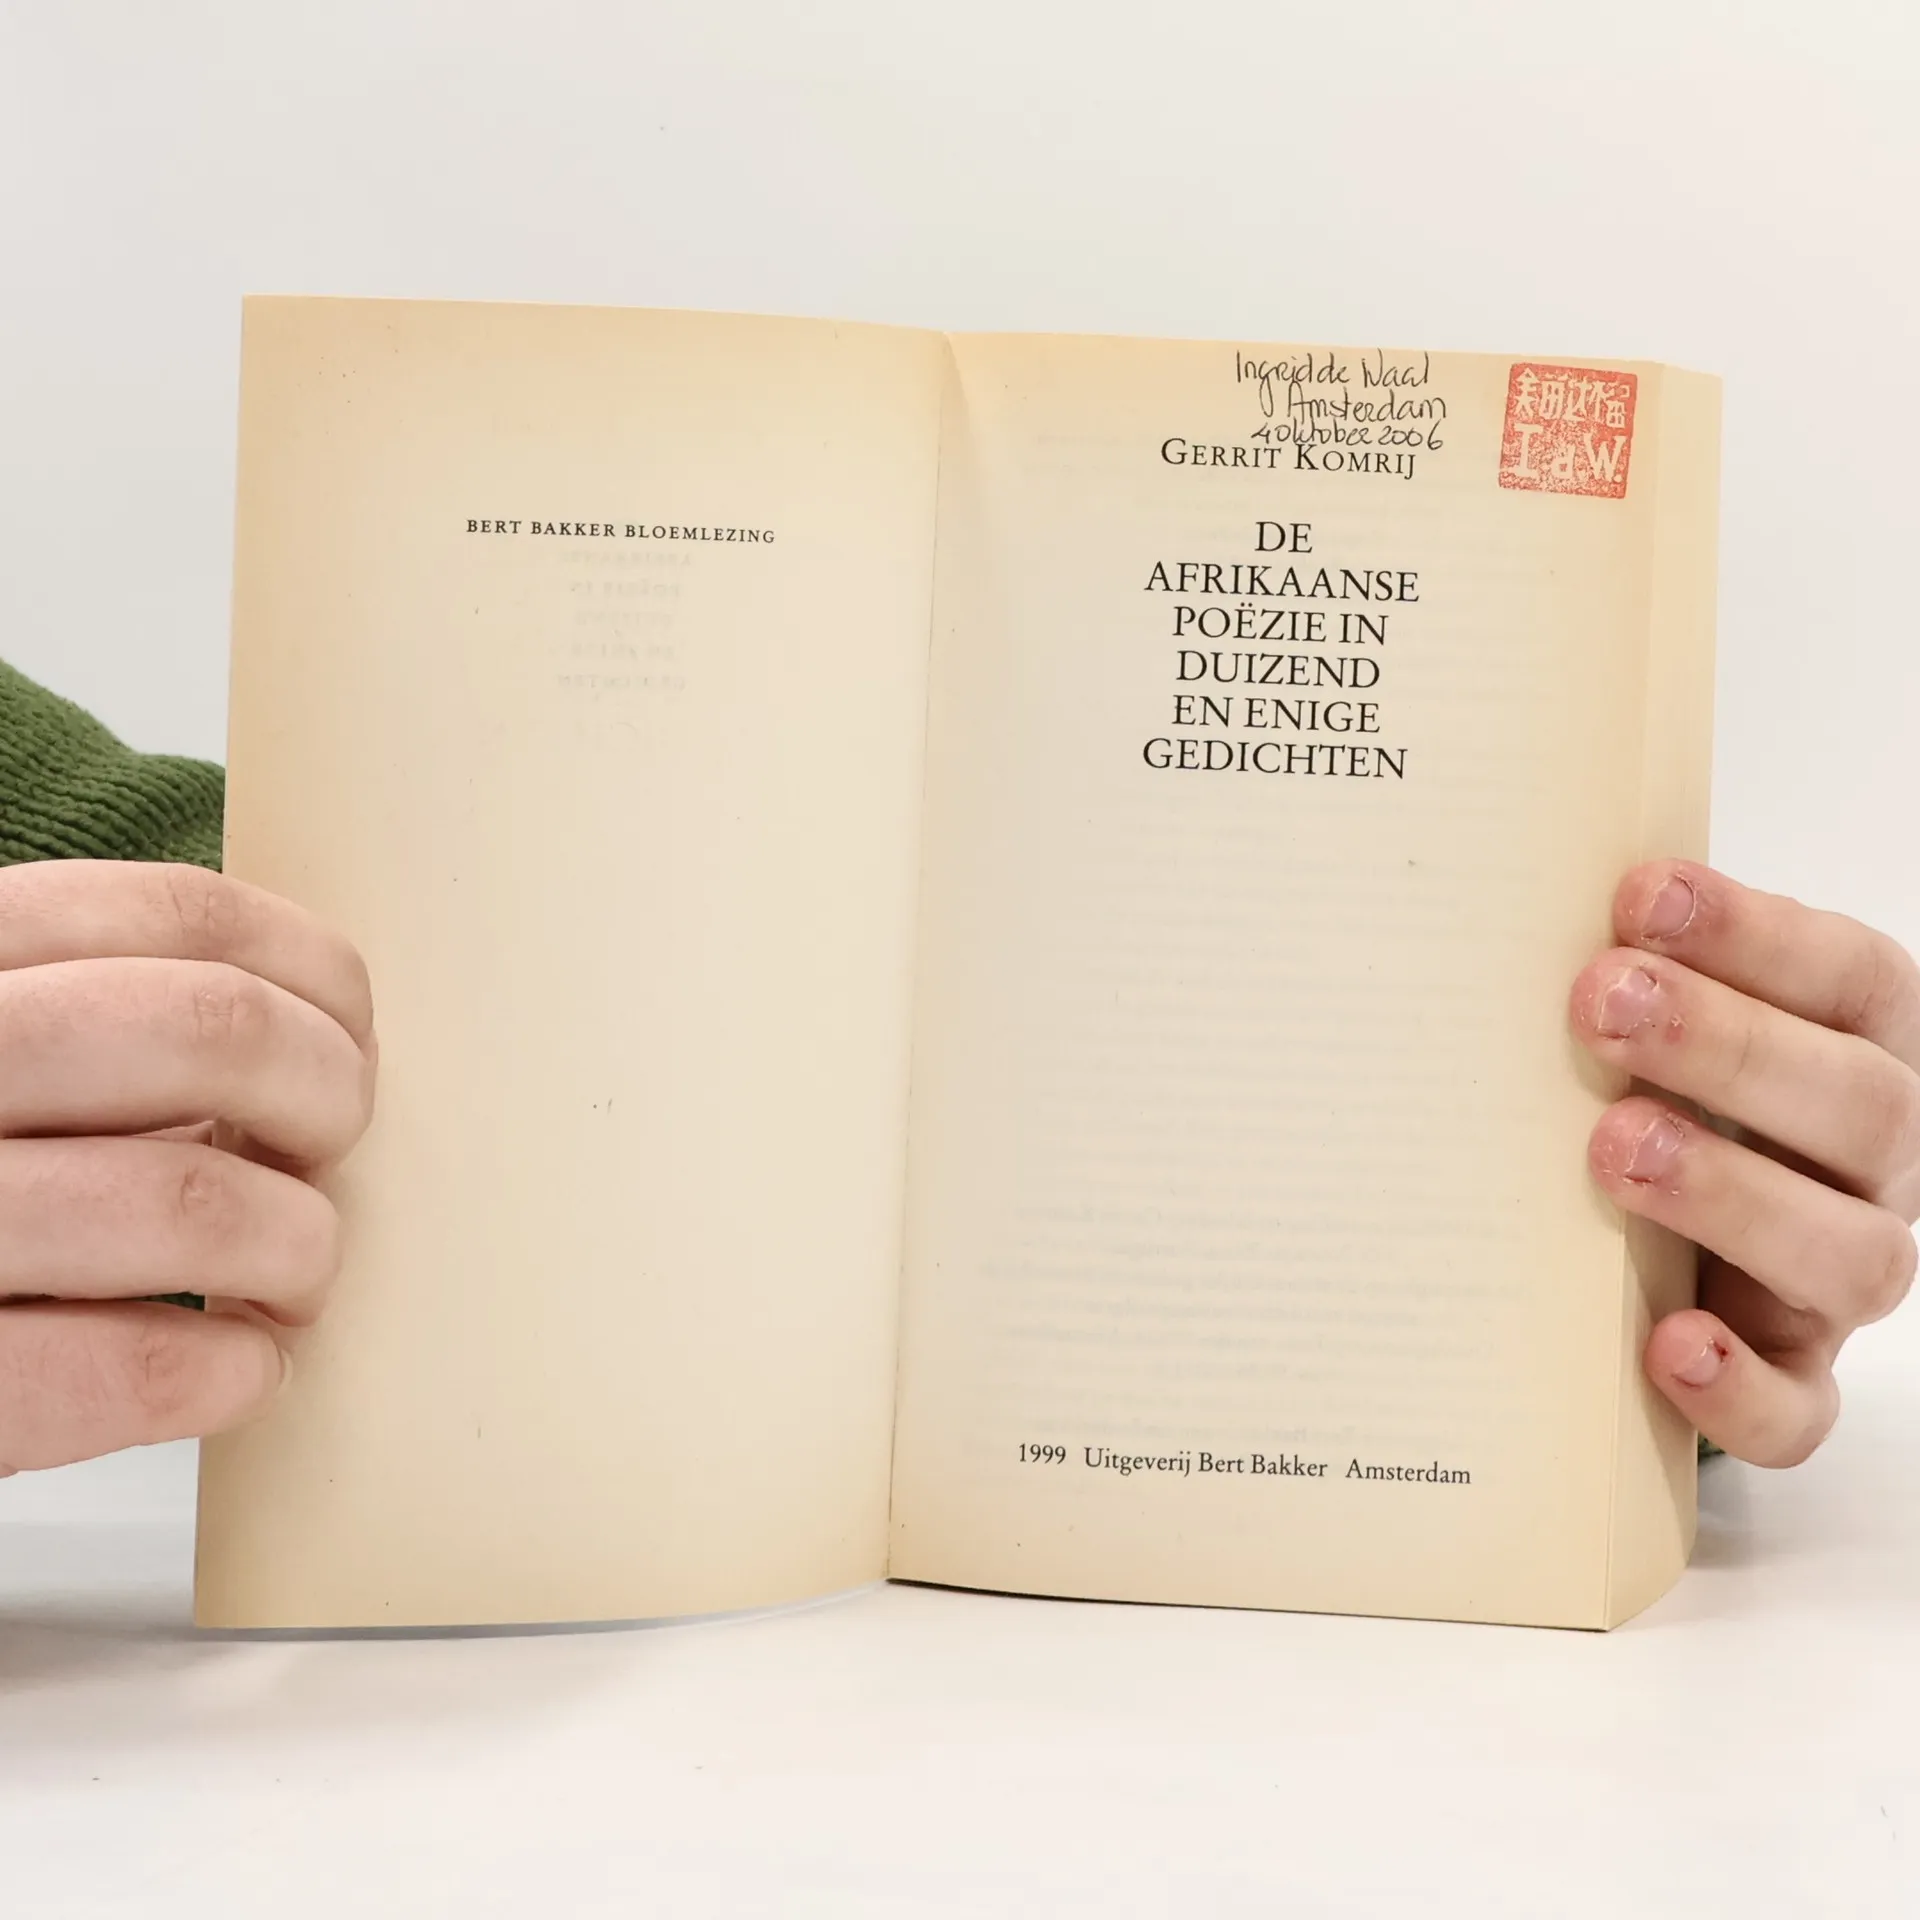 BERT BAKKER BLOEMLEZING
Ingrid de Waal
Amsterdam
4 Oktober 2006
I.d.W.
GERRIT KOMRIJ
DE
AFRIKAANSE
POËZIE IN
DUIZEND
EN ENIGE
GEDICHTEN
1999 Uitgeverij Bert Bakker Amsterdam